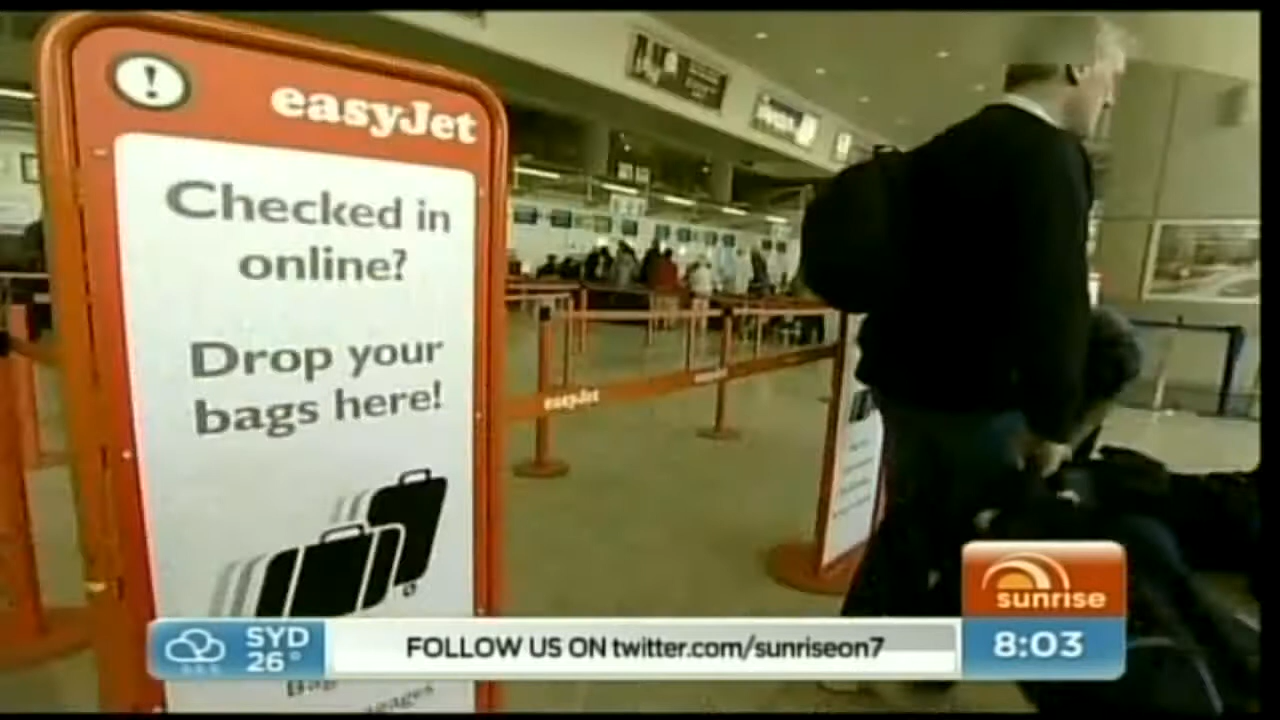 !
easyJet
Checked in
online?
Drop your
bags here!
easyJet
sunrise
SYD
26°
FOLLOW US ON twitter.com/sunriseon7
8:03